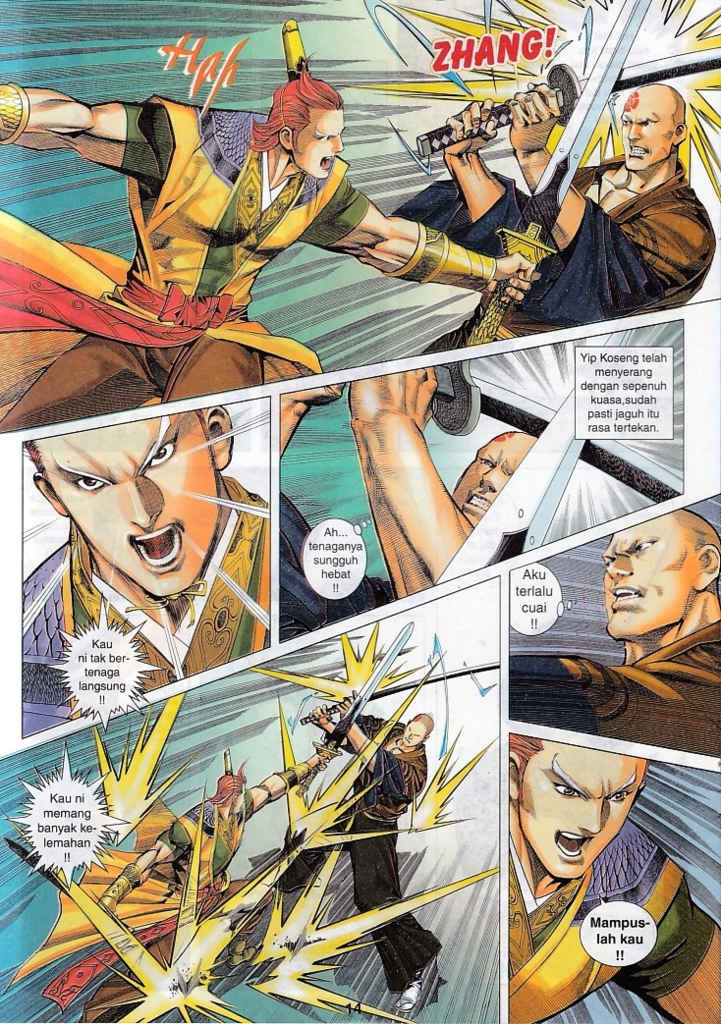 Hph
ZHANG!
Yip Koseng telah
menyerang
dengan sepenuh
kuasa,sudah
pasti jaguh itu
rasa tertekan.
Kau
ni tak ber-
tenaga
langsung
!!
Ah...
tenaganya
sungguh
hebat
!!
Aku
terlalu
cuai
!!
Kau ni
memang
banyak ke-
lemahan
!!
Mampus-
lah kau
!!
14